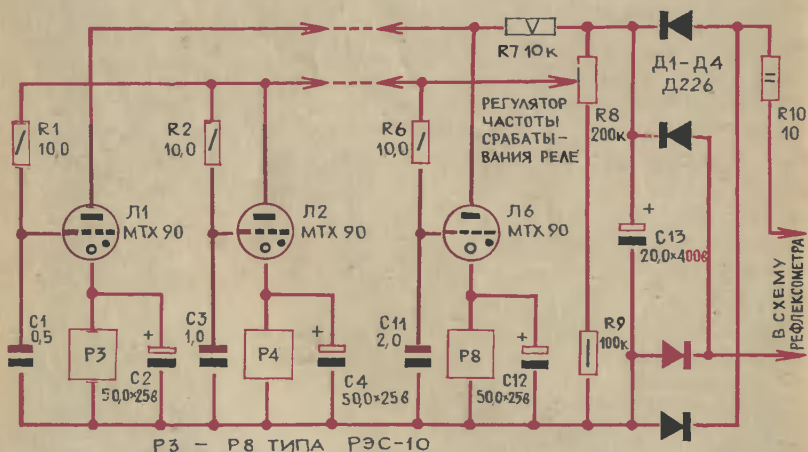 R7 10к
Д1-Д4
Д226
R1
10,0
R2
10,0
R6
10,0
РЕГУЛЯТОР
ЧАСТОТЫ
СРАБАТЫ-
ВАНИЯ РЕЛЕ
R8
200к
R10
10
Л1
МТХ 90
Л2
МТХ 90
Л6
МТХ 90
+
C13
20,0×400в
В СХЕМУ
РЕФЛЕКСОМЕТРА
C1
0,5
Р3
+
C2
50,0×25в
C3
1,0
Р4
+
C4
50,0×25в
C11
2,0
Р8
+
C12
50,0×25в
R9
100к
Р3 – Р8 ТИПА РЭС-10